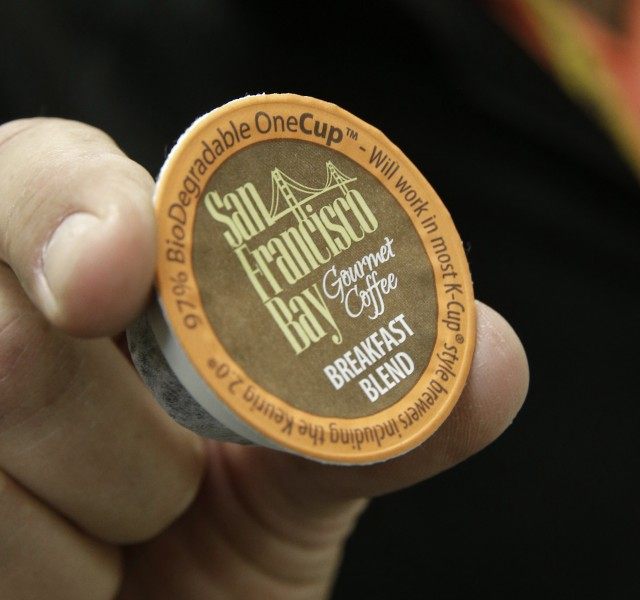 97% BioDegradable OneCup™ - Will work in most K-Cup® style brewers including the Keurig 2.0®
San
Francisco
Bay
Gourmet
Coffee
BREAKFAST
BLEND